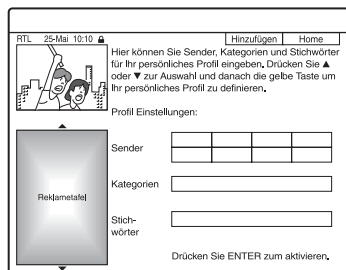 RTL 25-Mai 10:10 Hinzufügen Home
Hier können Sie Sender, Kategorien und Stichwörter
für Ihr persönliches Profil eingeben. Drücken Sie ▲
oder ▼ zur Auswahl und danach die gelbe Taste um
Ihr persönliches Profil zu definieren.
Profil Einstellungen:
Sender
Kategorien
Stich-
wörter
Reklametafel
Drücken Sie ENTER zum aktivieren.